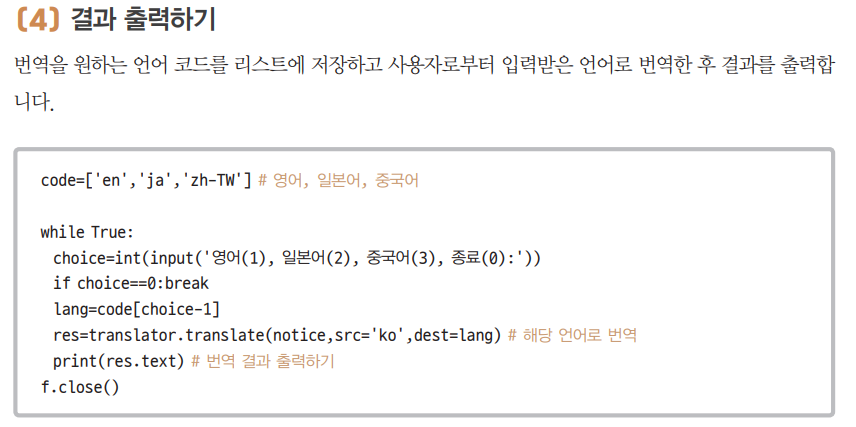 (4) 결과 출력하기
번역을 원하는 언어 코드를 리스트에 저장하고 사용자로부터 입력받은 언어로 번역한 후 결과를 출력합
니다.
code=['en','ja','zh-TW'] # 영어, 일본어, 중국어
while True:
choice=int(input('영어(1), 일본어(2), 중국어(3), 종료(0):'))
if choice==0:break
lang=code[choice-1]
res=translator.translate(notice,src='ko',dest=lang) # 해당 언어로 번역
print(res.text) # 번역 결과 출력하기
f.close()